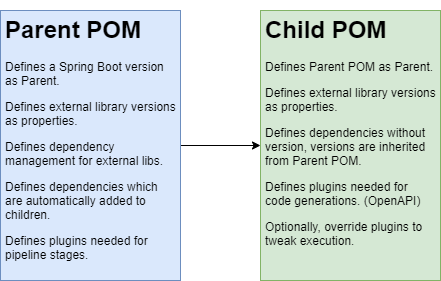 Parent POM
Defines a Spring Boot version
as Parent.
Defines external library versions
as properties.
Defines dependency
management for external libs.
Defines dependencies which
are automatically added to
children.
Defines plugins needed for
pipeline stages.
Child POM
Defines Parent POM as Parent.
Defines external library versions
as properties.
Defines dependencies without
version, versions are inherited
from Parent POM.
Defines plugins needed for
code generations. (OpenAPI)
Optionally, override plugins to
tweak execution.